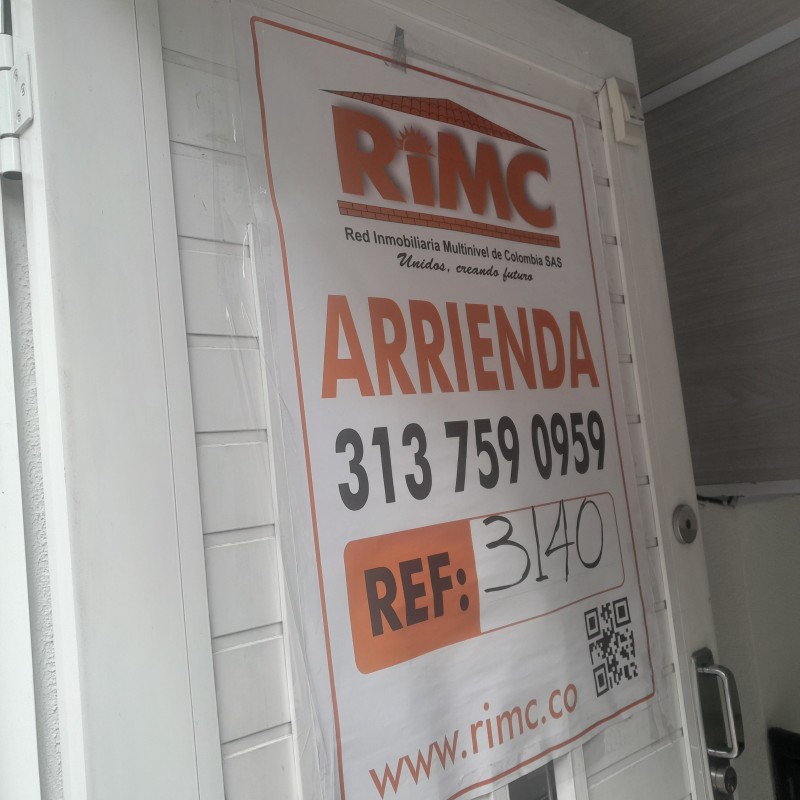 RiMC
Red Inmobiliaria Multinivel de Colombia SAS
Unidos, creando futuro
ARRIENDA
313 759 0959
REF: 3140
www.rimc.co